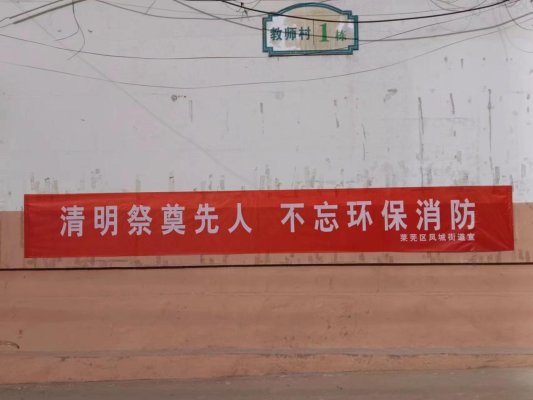 教师村 1 栋
清明祭奠先人 不忘环保消防
莱芜区凤城街道宣